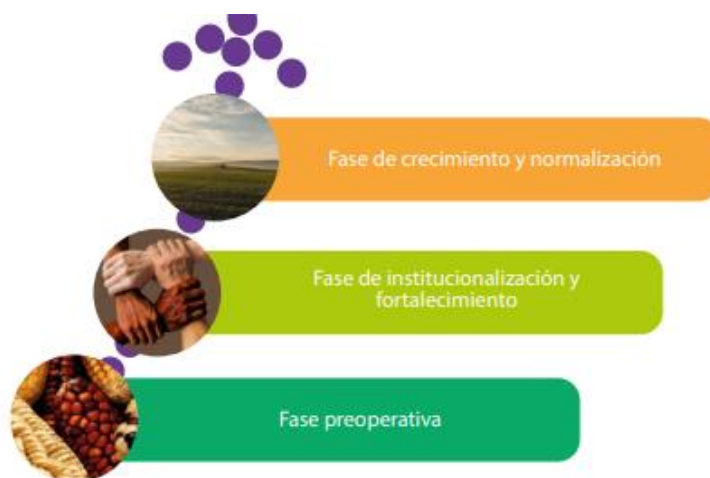 Fase de crecimiento y normalización
Fase de institucionalización y
fortalecimiento
Fase preoperativa